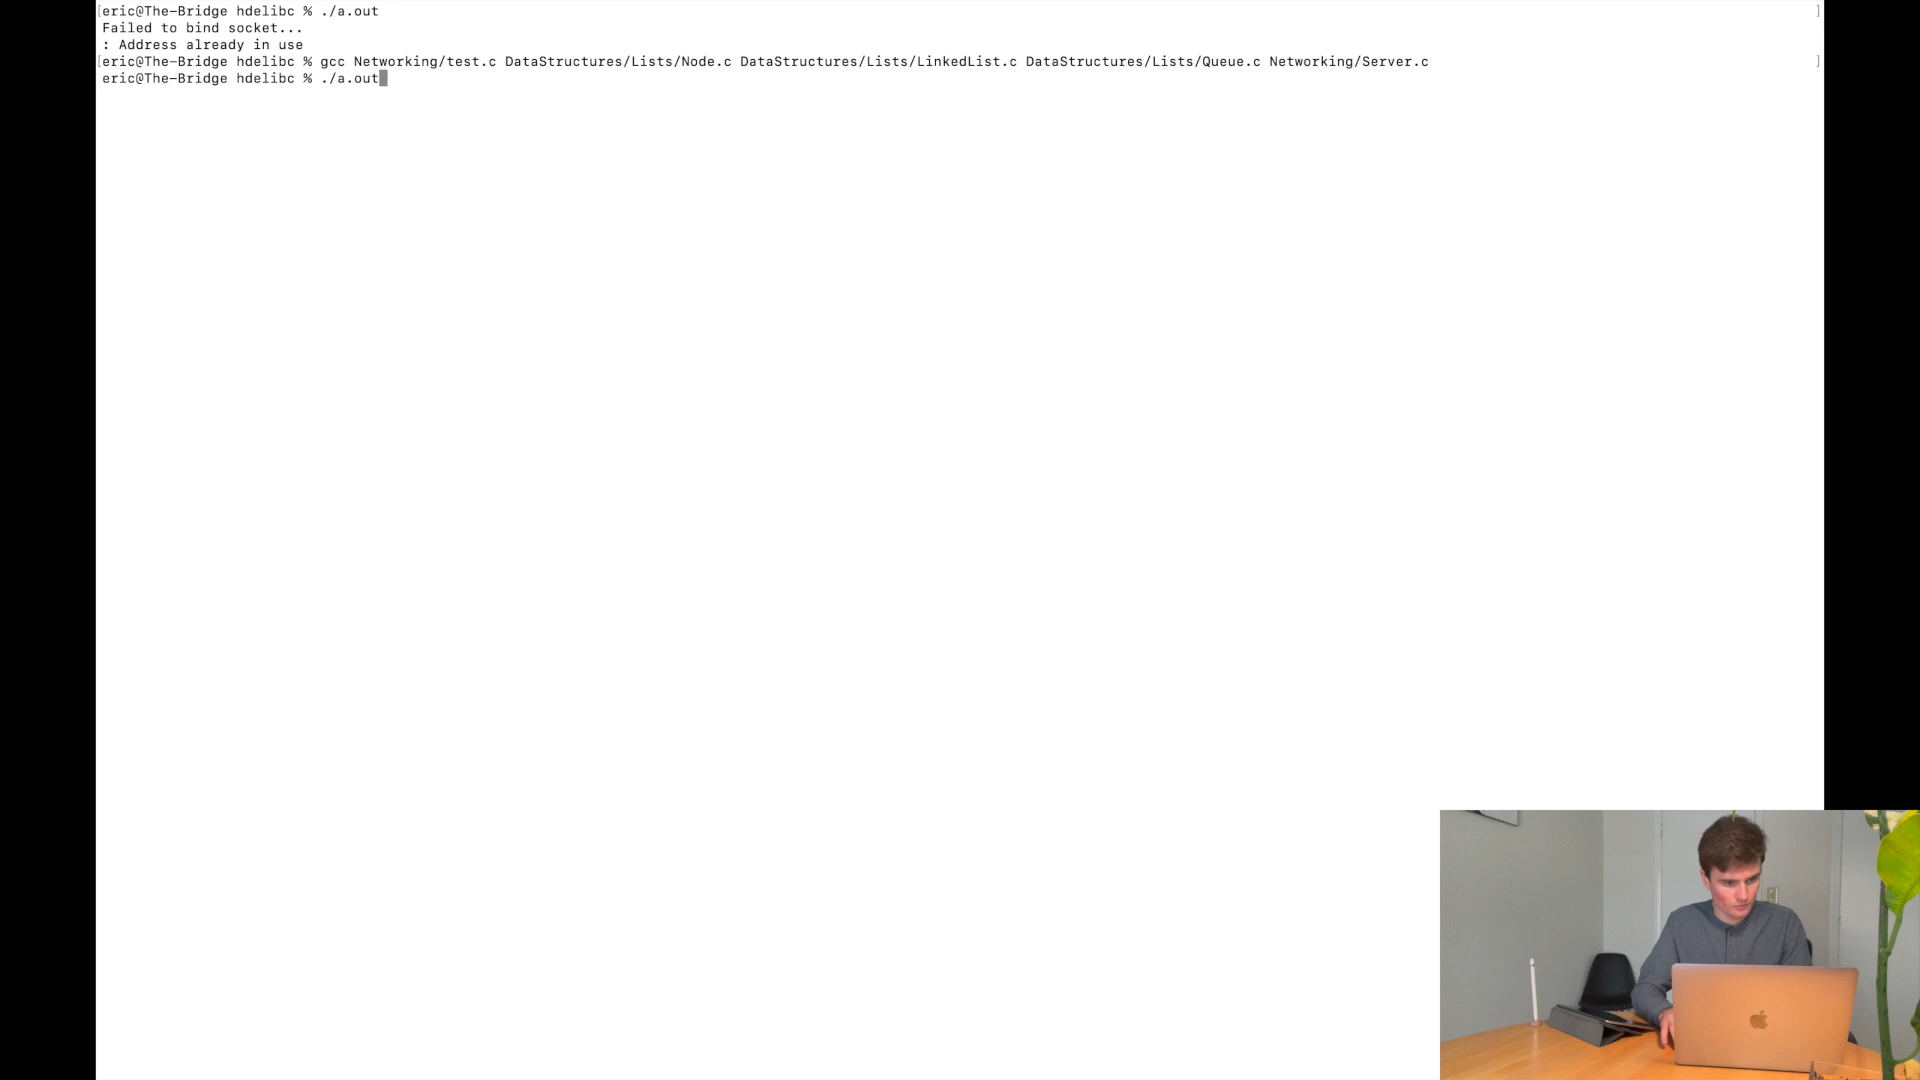 [eric@The-Bridge hdelibc % ./a.out ]
Failed to bind socket...
: Address already in use
[eric@The-Bridge hdelibc % gcc Networking/test.c DataStructures/Lists/Node.c DataStructures/Lists/LinkedList.c DataStructures/Lists/Queue.c Networking/Server.c ]
eric@The-Bridge hdelibc % ./a.out